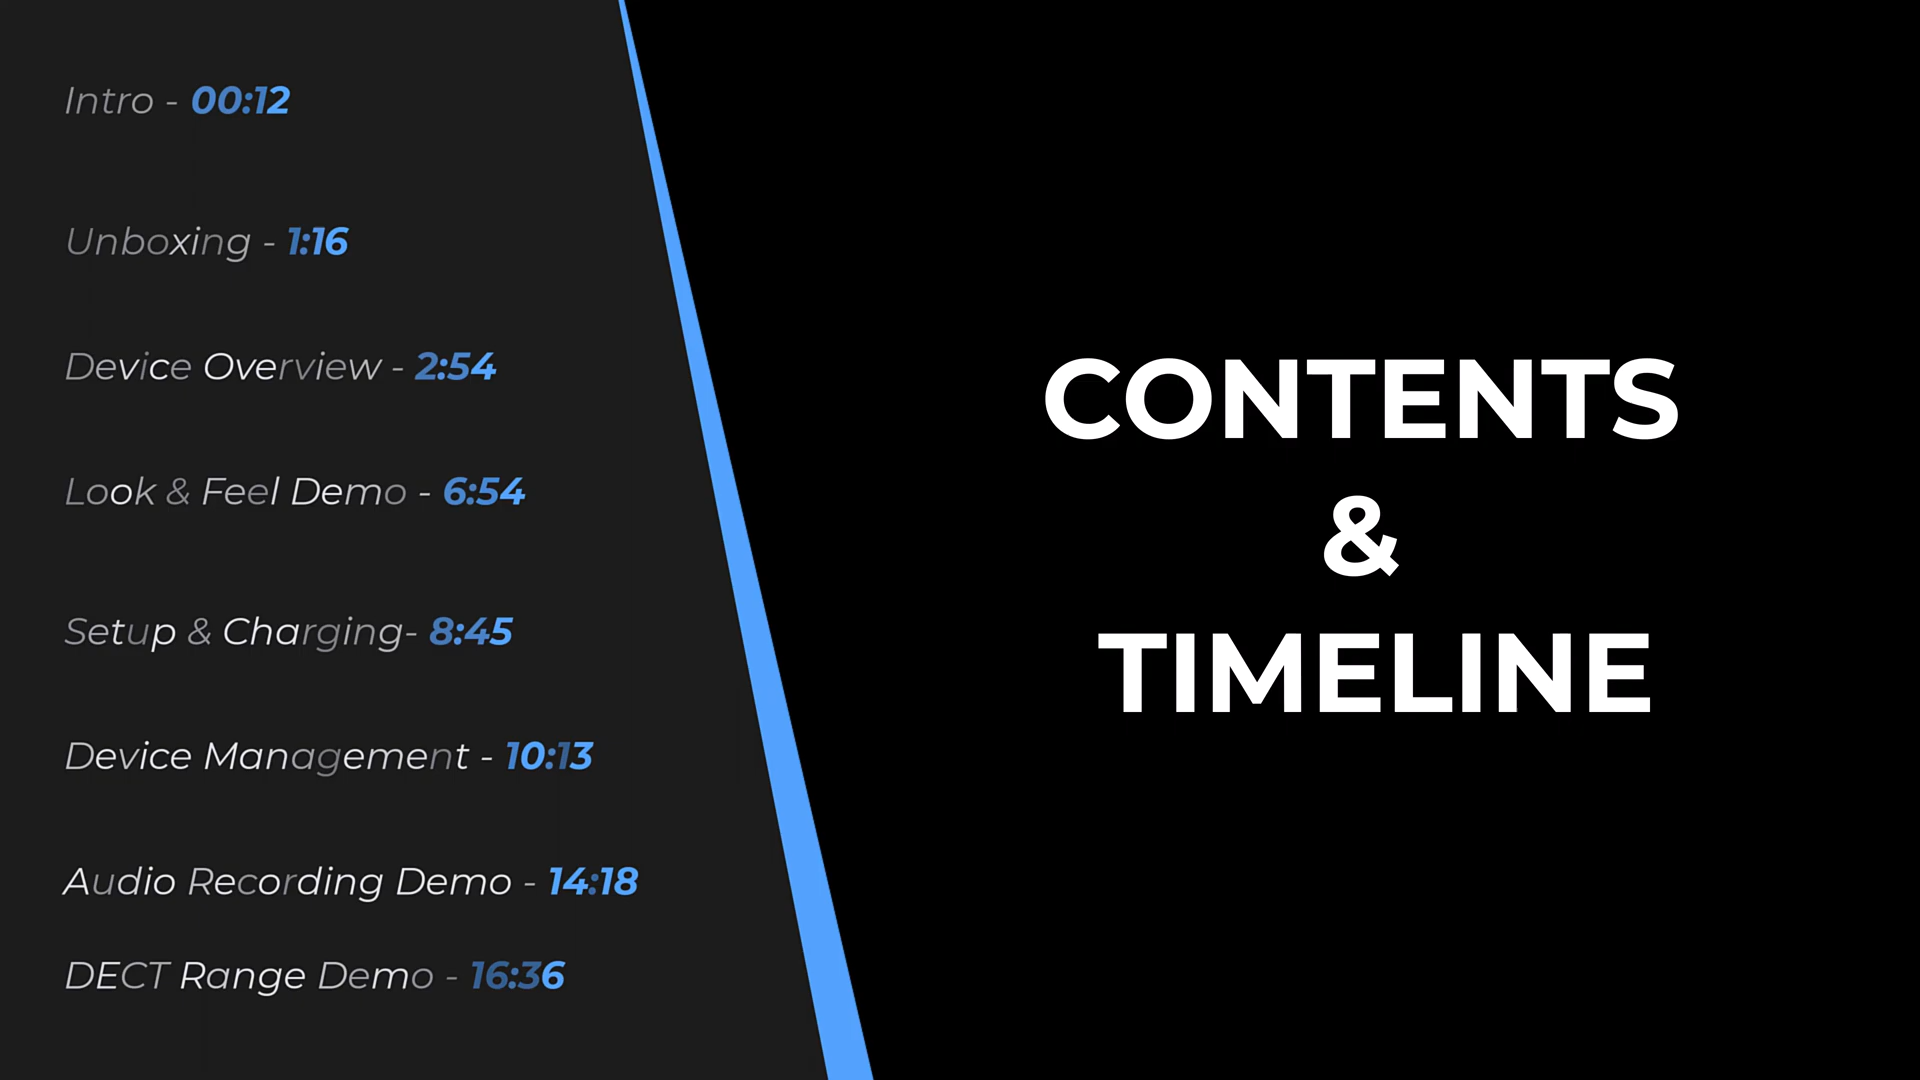 Intro - 00:12
Unboxing - 1:16
Device Overview - 2:54
Look & Feel Demo - 6:54
Setup & Charging- 8:45
Device Management - 10:13
Audio Recording Demo - 14:18
DECT Range Demo - 16:36
CONTENTS
&
TIMELINE